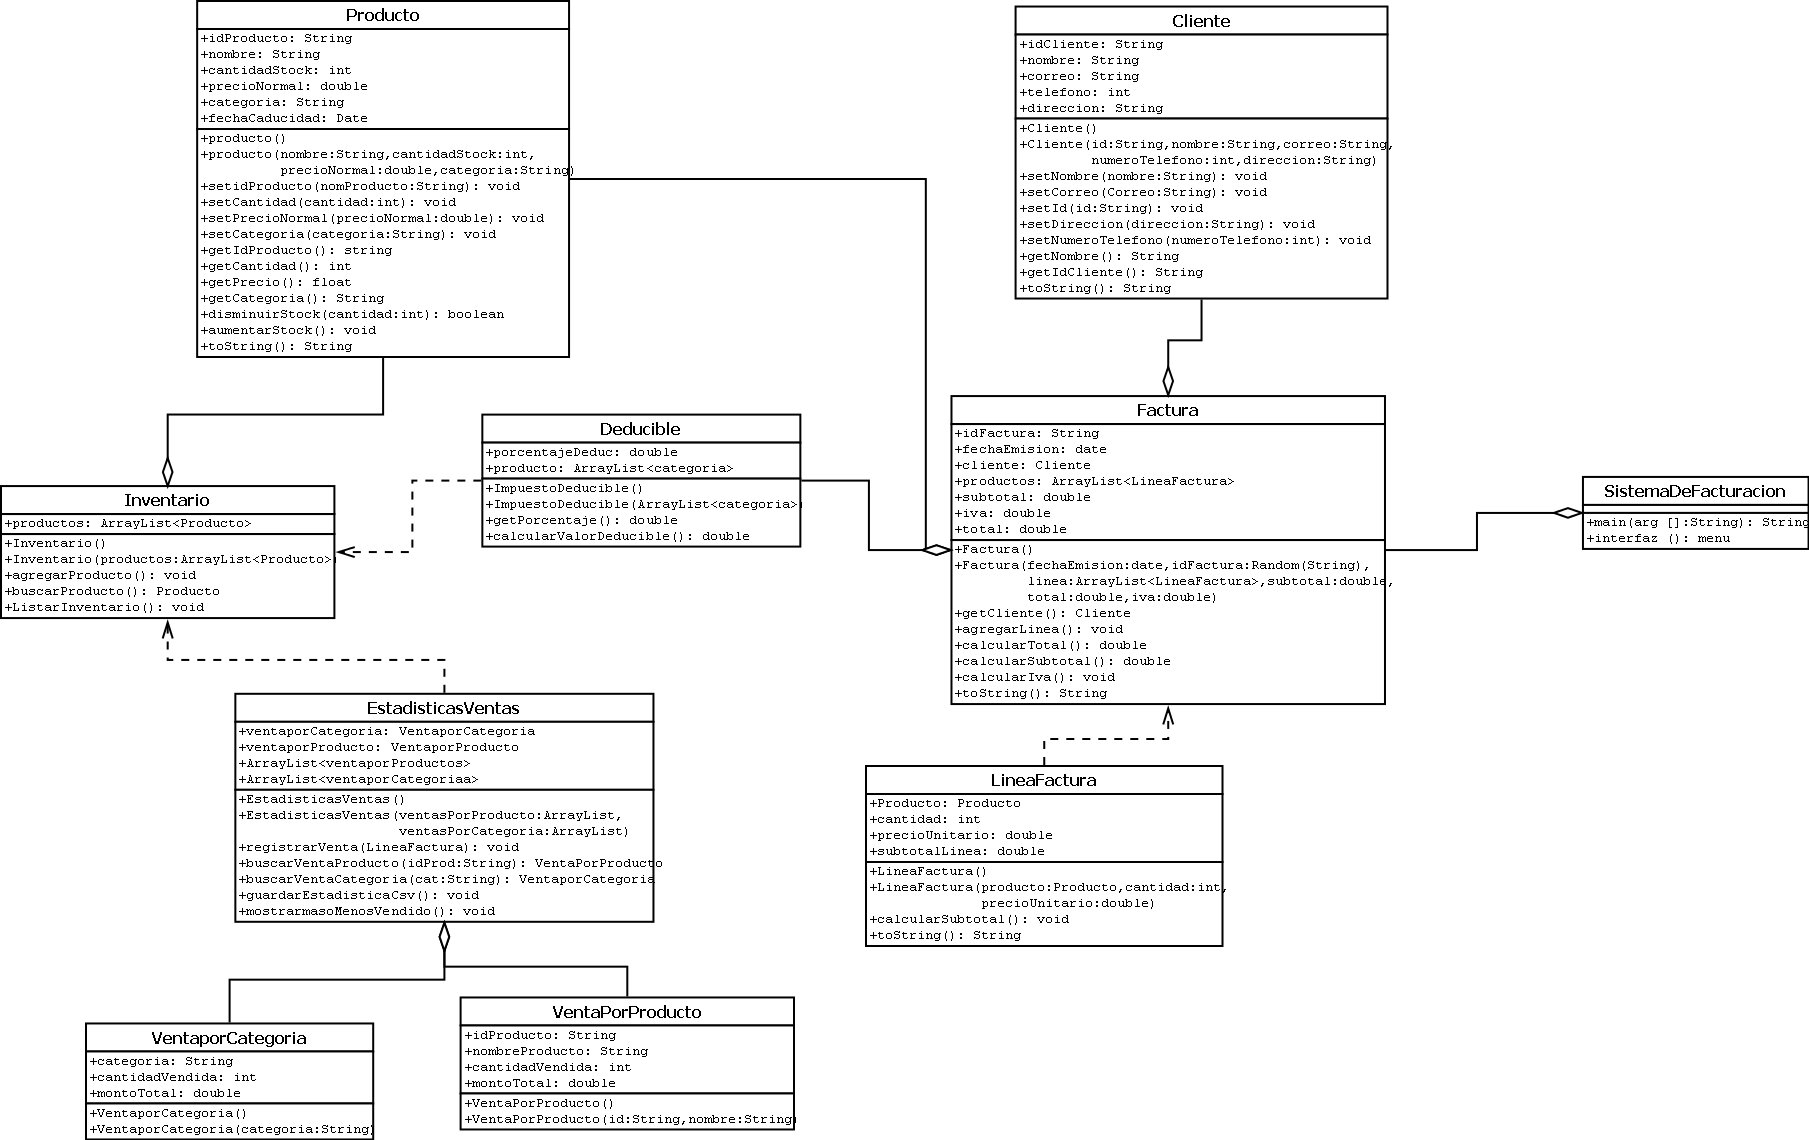 Producto
+idProducto: String
+nombre: String
+cantidadStock: int
+precioNormal: double
+categoria: String
+fechaCaducidad: Date
+producto()
+producto(nombre:String,cantidadStock:int,
precioNormal:double,categoria:String)
+setidProducto(nomProducto:String): void
+setCantidad(cantidad:int): void
+setPrecioNormal(precioNormal:double): void
+setCategoria(categoria:String): void
+getIdProducto(): string
+getCantidad(): int
+getPrecio(): float
+getCategoria(): String
+disminuirStock(cantidad:int): boolean
+aumentarStock(): void
+toString(): String
Cliente
+idCliente: String
+nombre: String
+correo: String
+telefono: int
+direccion: String
+Cliente()
+Cliente(id:String,nombre:String,correo:String,
numeroTelefono:int,direccion:String)
+setNombre(nombre:String): void
+setCorreo(Correo:String): void
+setId(id:String): void
+setDireccion(direccion:String): void
+setNumeroTelefono(numeroTelefono:int): void
+getNombre(): String
+getIdCliente(): String
+toString(): String
Deducible
+porcentajeDeduc: double
+producto: ArrayList<categoria>
+ImpuestoDeducible()
+ImpuestoDeducible(ArrayList<categoria>)
+getPorcentaje(): double
+calcularValorDeducible(): double
Factura
+idFactura: String
+fechaEmision: date
+cliente: Cliente
+productos: ArrayList<LineaFactura>
+subtotal: double
+iva: double
+total: double
+Factura()
+Factura(fechaEmision:date,idFactura:Random(String),
linea:ArrayList<LineaFactura>,subtotal:double,
total:double,iva:double)
+getCliente(): Cliente
+agregarLinea(): void
+calcularTotal(): double
+calcularSubtotal(): double
+calcularIva(): void
+toString(): String
SistemaDeFacturacion
+main(arg []:String): String
+interfaz (): menu
Inventario
+productos: ArrayList<Producto>
+Inventario()
+Inventario(productos:ArrayList<Producto>)
+agregarProducto(): void
+buscarProducto(): Producto
+ListarInventario(): void
EstadisticasVentas
+ventaporCategoria: VentaporCategoria
+ventaporProducto: VentaporProducto
+ArrayList<ventaporProductos>
+ArrayList<ventaporCategoriaa>
+EstadisticasVentas()
+EstadisticasVentas(ventasPorProducto:ArrayList,
ventasPorCategoria:ArrayList)
+registrarVenta(LineaFactura): void
+buscarVentaProducto(idProd:String): VentaPorProducto
+buscarVentaCategoria(cat:String): VentaporCategoria
+guardarEstadisticaCsv(): void
+mostrarmasoMenosVendido(): void
LineaFactura
+Producto: Producto
+cantidad: int
+precioUnitario: double
+subtotalLinea: double
+LineaFactura()
+LineaFactura(producto:Producto,cantidad:int,
precioUnitario:double)
+calcularSubtotal(): void
+toString(): String
VentaporCategoria
+categoria: String
+cantidadVendida: int
+montoTotal: double
+VentaporCategoria()
+VentaporCategoria(categoria:String)
VentaPorProducto
+idProducto: String
+nombreProducto: String
+cantidadVendida: int
+montoTotal: double
+VentaPorProducto()
+VentaPorProducto(id:String,nombre:String)